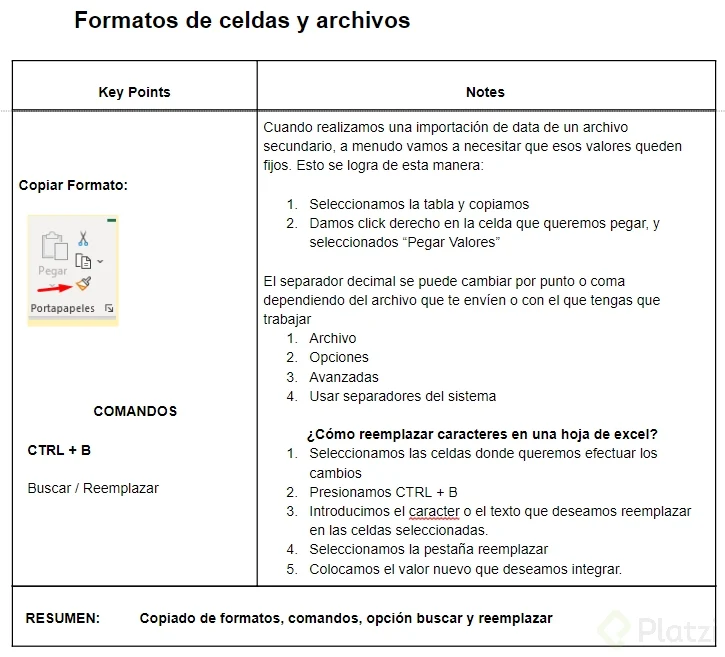 Formatos de celdas y archivos
Key Points
Notes
Copiar Formato:
Pegar
Portapapeles
COMANDOS
CTRL + B
Buscar / Reemplazar
Cuando realizamos una importación de data de un archivo
secundario, a menudo vamos a necesitar que esos valores queden
fijos. Esto se logra de esta manera:
1. Seleccionamos la tabla y copiamos
2. Damos click derecho en la celda que queremos pegar, y
seleccionados “Pegar Valores”
El separador decimal se puede cambiar por punto o coma
dependiendo del archivo que te envíen o con el que tengas que
trabajar
1. Archivo
2. Opciones
3. Avanzadas
4. Usar separadores del sistema
¿Cómo reemplazar caracteres en una hoja de excel?
1. Seleccionamos las celdas donde queremos efectuar los
cambios
2. Presionamos CTRL + B
3. Introducimos el caracter o el texto que deseamos reemplazar
en las celdas seleccionadas.
4. Seleccionamos la pestaña reemplazar
5. Colocamos el valor nuevo que deseamos integrar.
RESUMEN: Copiado de formatos, comandos, opción buscar y reemplazar
Platzi